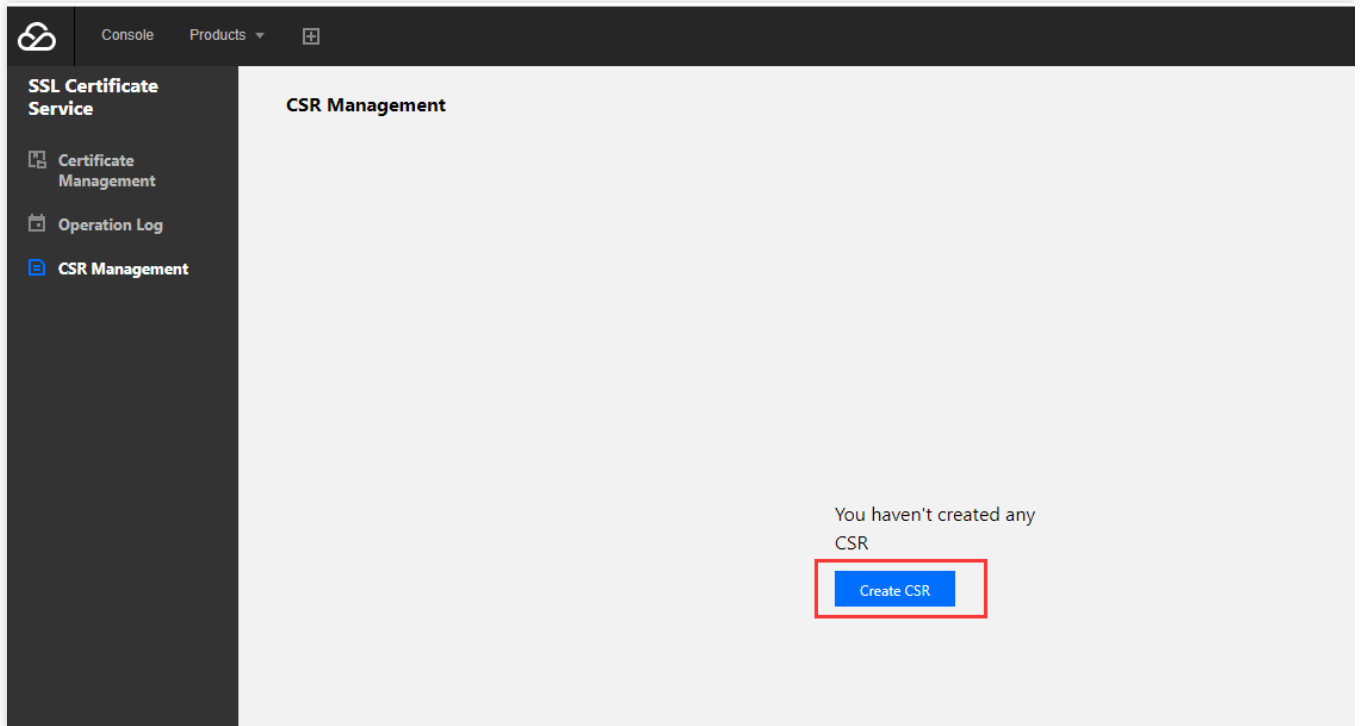 Console
Products
SSL Certificate
Service
Certificate
Management
Operation Log
CSR Management
CSR Management
You haven't created any
CSR
Create CSR